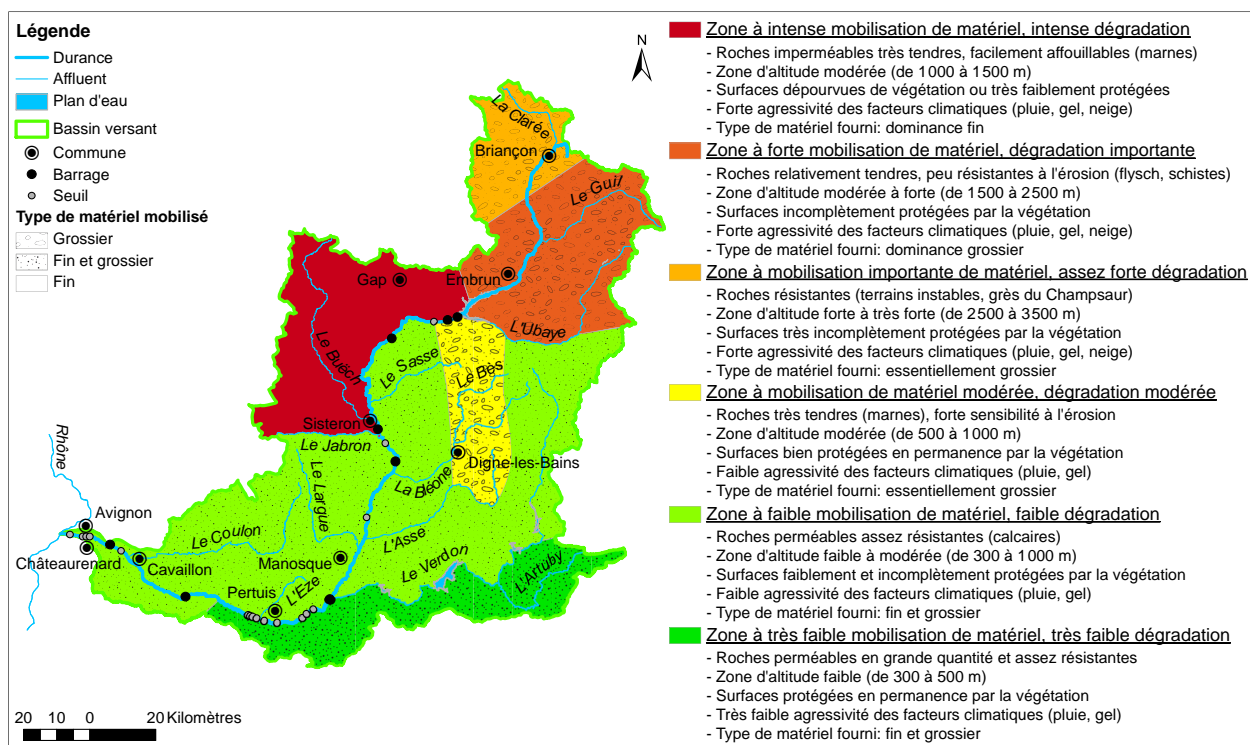 Légende
Durance
Affluent
Plan d'eau
Bassin versant
Commune
Barrage
Seuil
Type de matériel mobilisé
Grossier
Fin et grossier
Fin
N
La Clarée
Briançon
Le Guil
Gap
Embrun
L'Ubaye
Le Buëch
Le Sasse
Le Bès
Sisteron
Le Jabron
Digne-les-Bains
La Bléone
Le Largue
Rhône
Avignon
Le Coulon
L'Asse
Châteaurenard
Cavaillon
Manosque
Le Verdon
L'Artuby
Pertuis
L'Eze
20 10 0 20 Kilomètres
Zone à intense mobilisation de matériel, intense dégradation
- Roches imperméables très tendres, facilement affouillables (marnes)
- Zone d'altitude modérée (de 1000 à 1500 m)
- Surfaces dépourvues de végétation ou très faiblement protégées
- Forte agressivité des facteurs climatiques (pluie, gel, neige)
- Type de matériel fourni: dominance fin
Zone à forte mobilisation de matériel, dégradation importante
- Roches relativement tendres, peu résistantes à l'érosion (flysch, schistes)
- Zone d'altitude modérée à forte (de 1500 à 2500 m)
- Surfaces incomplètement protégées par la végétation
- Forte agressivité des facteurs climatiques (pluie, gel, neige)
- Type de matériel fourni: dominance grossier
Zone à mobilisation importante de matériel, assez forte dégradation
- Roches résistantes (terrains instables, grès du Champsaur)
- Zone d'altitude forte à très forte (de 2500 à 3500 m)
- Surfaces très incomplètement protégées par la végétation
- Forte agressivité des facteurs climatiques (pluie, gel, neige)
- Type de matériel fourni: essentiellement grossier
Zone à mobilisation de matériel modérée, dégradation modérée
- Roches très tendres (marnes), forte sensibilité à l'érosion
- Zone d'altitude modérée (de 500 à 1000 m)
- Surfaces bien protégées en permanence par la végétation
- Faible agressivité des facteurs climatiques (pluie, gel)
- Type de matériel fourni: essentiellement grossier
Zone à faible mobilisation de matériel, faible dégradation
- Roches perméables assez résistantes (calcaires)
- Zone d'altitude faible à modérée (de 300 à 1000 m)
- Surfaces faiblement et incomplètement protégées par la végétation
- Faible agressivité des facteurs climatiques (pluie, gel)
- Type de matériel fourni: fin et grossier
Zone à très faible mobilisation de matériel, très faible dégradation
- Roches perméables en grande quantité et assez résistantes
- Zone d'altitude faible (de 300 à 500 m)
- Surfaces protégées en permanence par la végétation
- Très faible agressivité des facteurs climatiques (pluie, gel)
- Type de matériel fourni: fin et grossier